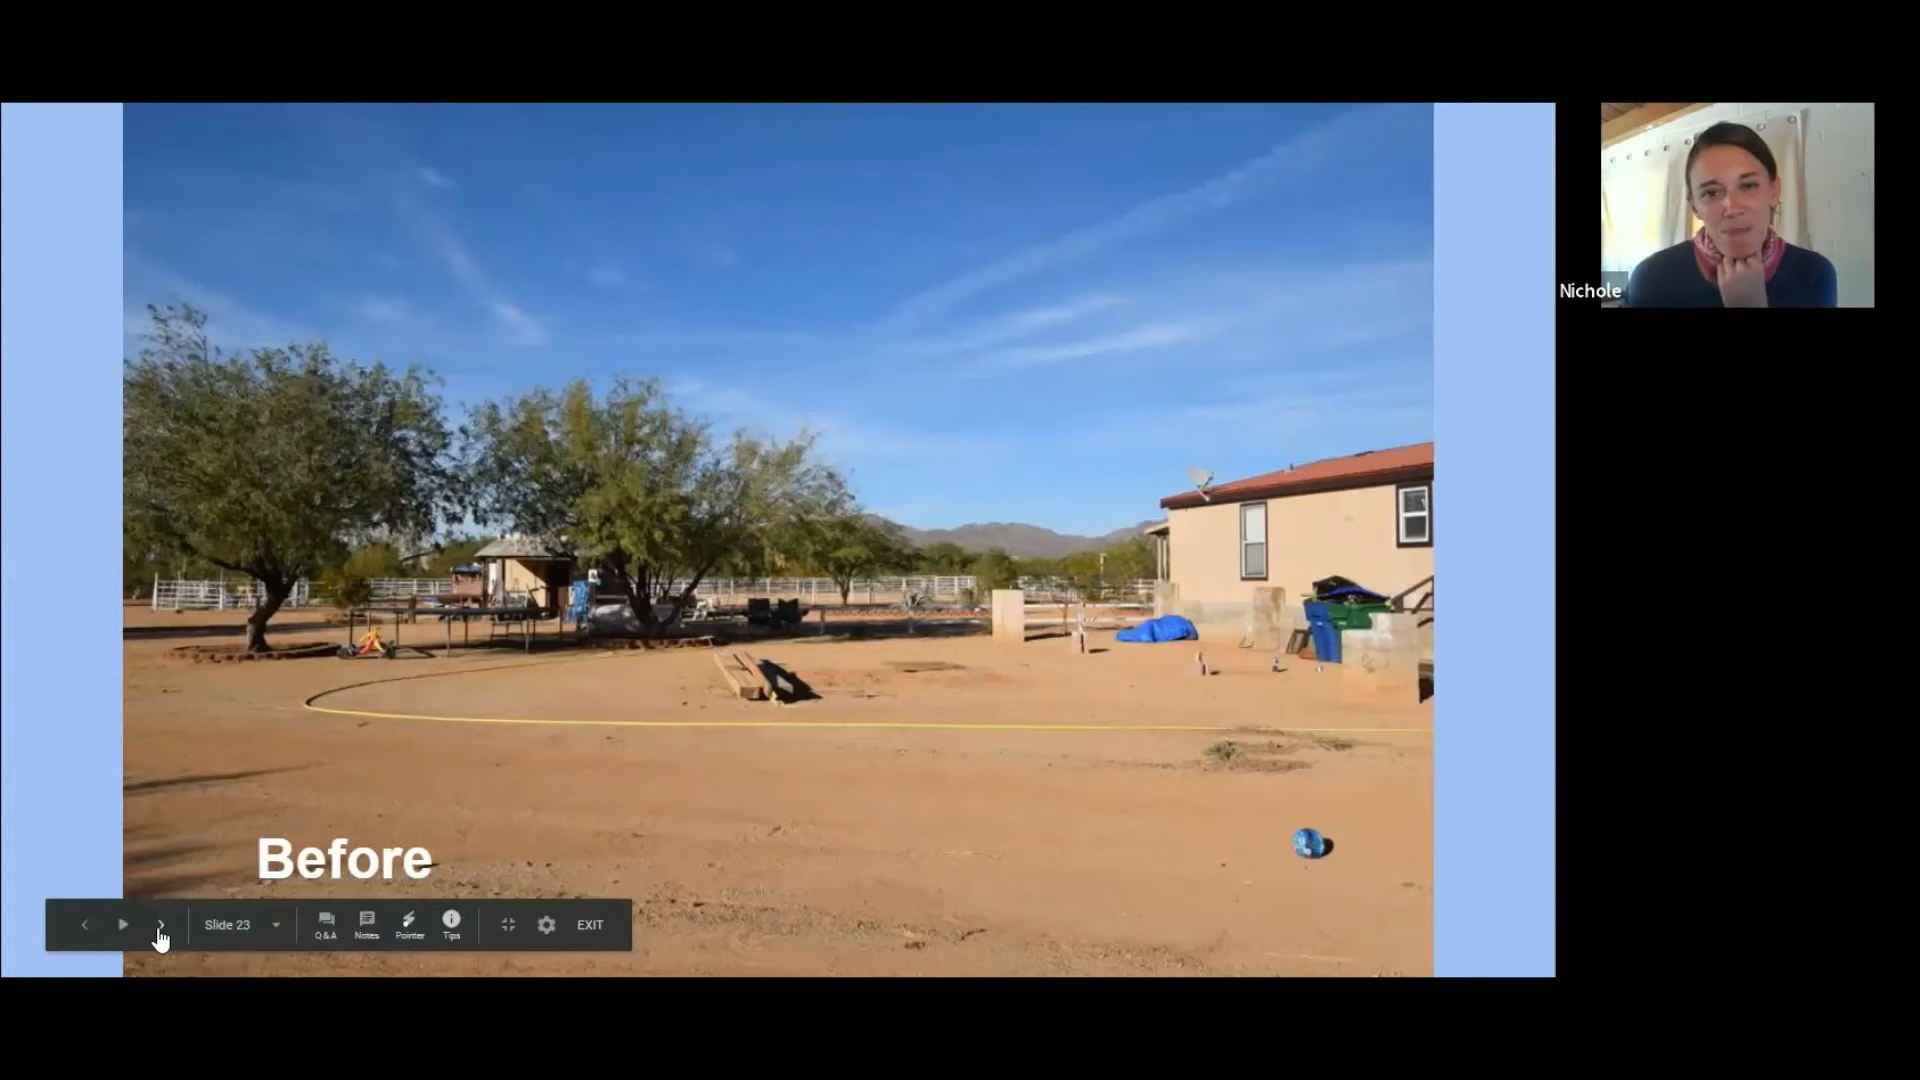 Nichole
Before
Slide 23
Q&A
Notes
Pointer
Tips
EXIT